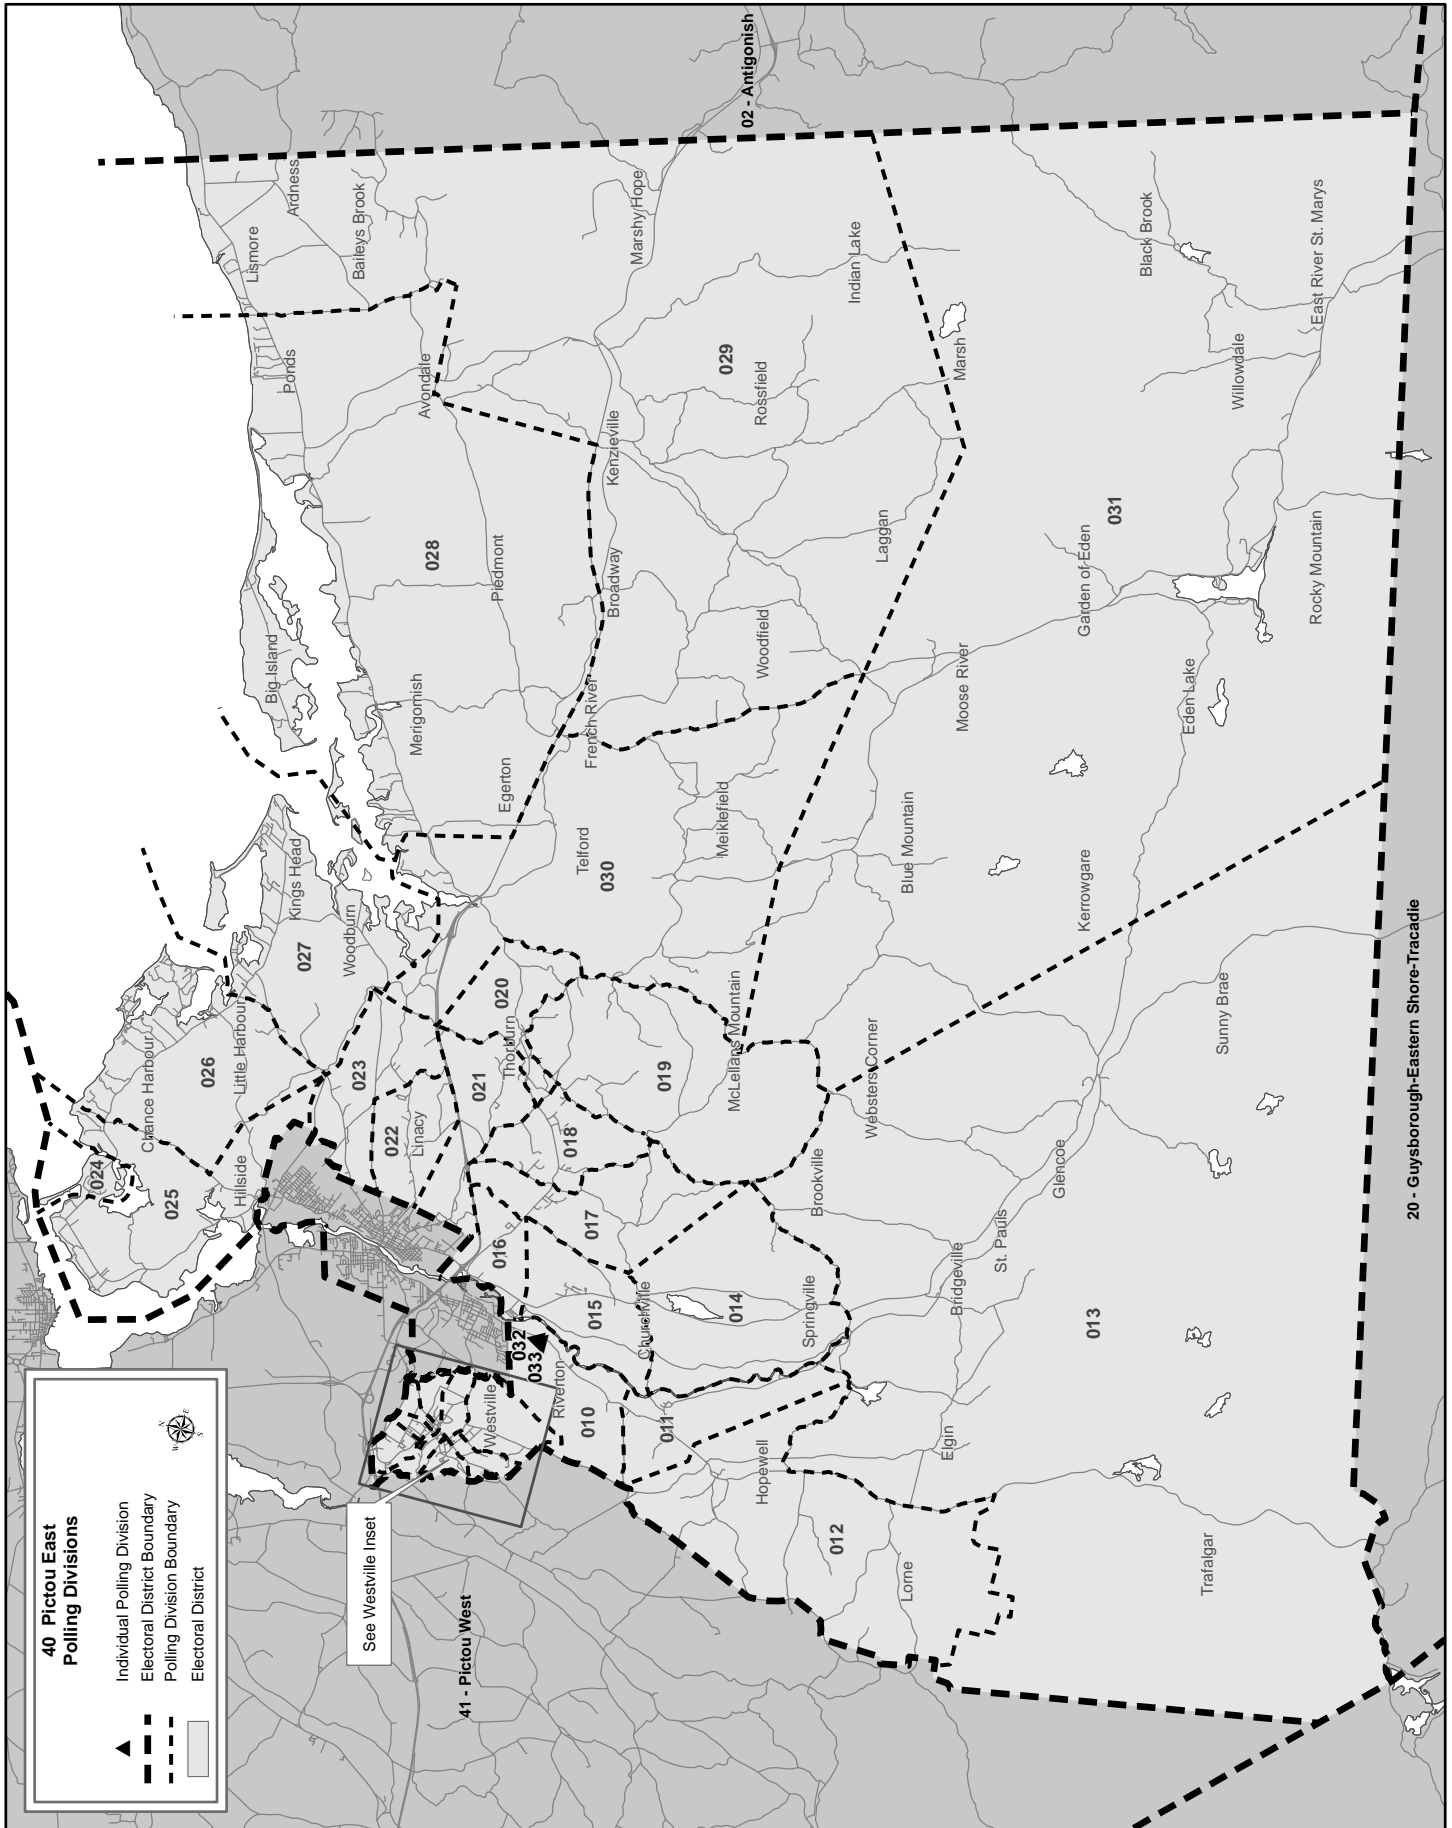 40 Pictou East
Polling Divisions
Individual Polling Division
Electoral District Boundary
Polling Division Boundary
Electoral District
N
E
S
W
See Westville Inset
41 - Pictou West
02 - Antigonish
20 - Guysborough-Eastern Shore-Tracadie
Lismore
Ardness
Baileys Brook
Ponds
Avondale
Marshy Hope
Big Island
028
Piedmont
Merigomish
Kenzieville
Broadway
029
Rossfield
Indian Lake
Marsh
Black Brook
East River St. Marys
Willowdale
Laggan
031
Garden of Eden
Rocky Mountain
Woodfield
French River
Egerton
Moose River
Eden Lake
Kings Head
027
Woodburn
Telford
030
Meiklefield
Blue Mountain
Kerrowgare
Chance Harbour
026
Little Harbour
023
020
Thorburn
021
019
McLellans Mountain
Websters Corner
Sunny Brae
024
025
Hillside
022
Linacy
018
017
016
Brookville
Glencoe
St. Pauls
Bridgeville
015
Churchville
014
Springville
013
032
033
Riverton
Westville
010
011
Hopewell
Elgin
012
Lorne
Trafalgar